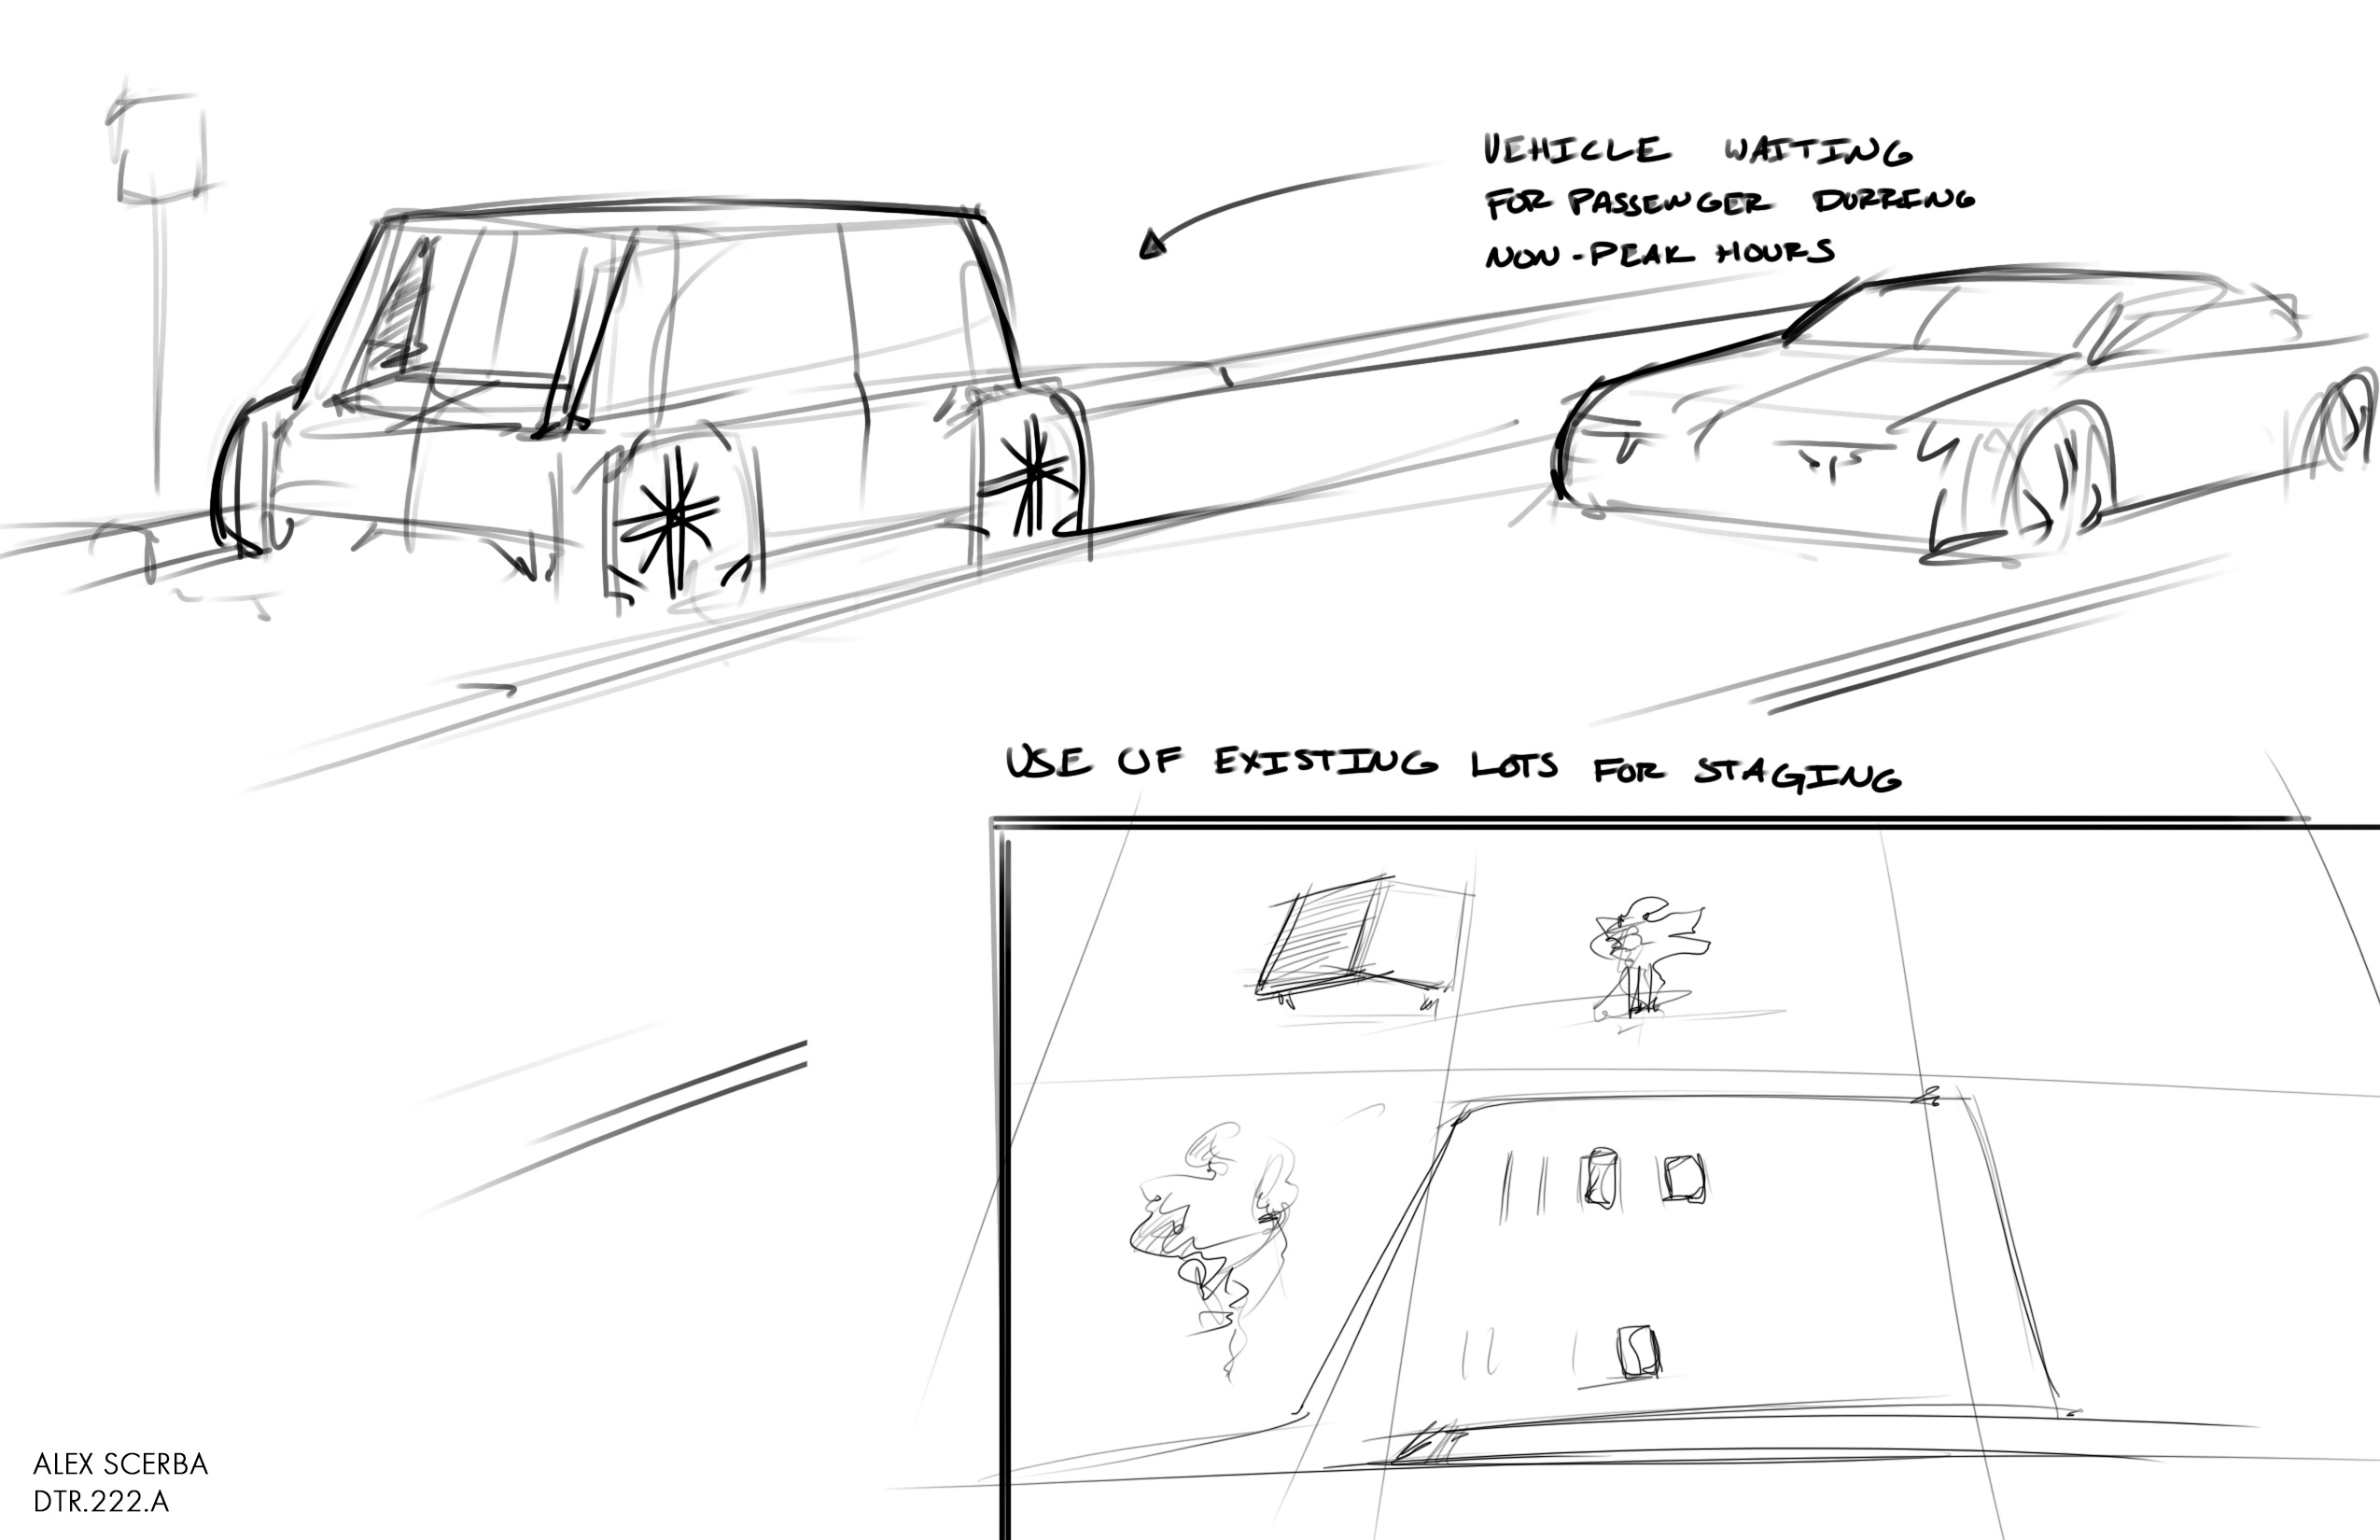 VEHICLE WAITING
FOR PASSENGER DURRING
NON-PEAK HOURS
USE OF EXISTING LOTS FOR STAGING
ALEX SCERBA
DTR.222.A